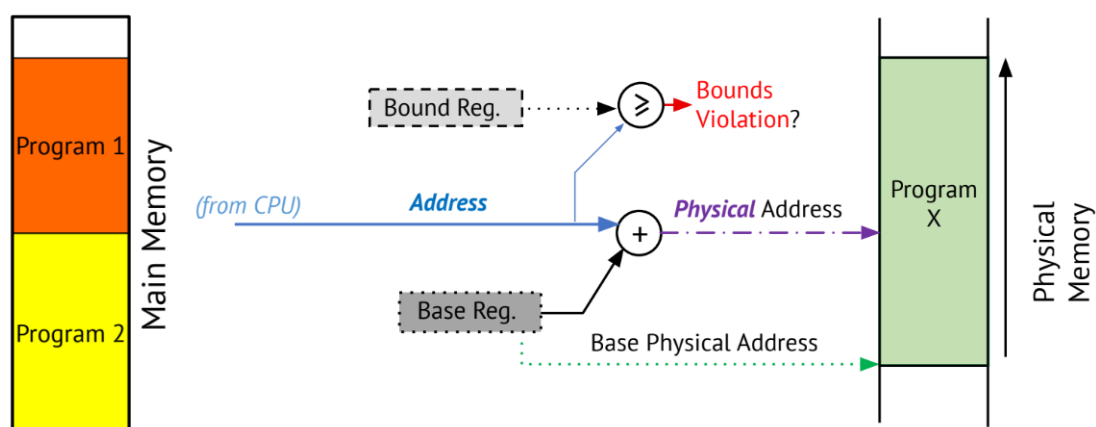 Program 1
Program 2
Main Memory
Bound Reg.
≥
Bounds
Violation?
(from CPU)
Address
+
Physical Address
Base Reg.
Base Physical Address
Program
X
Physical
Memory